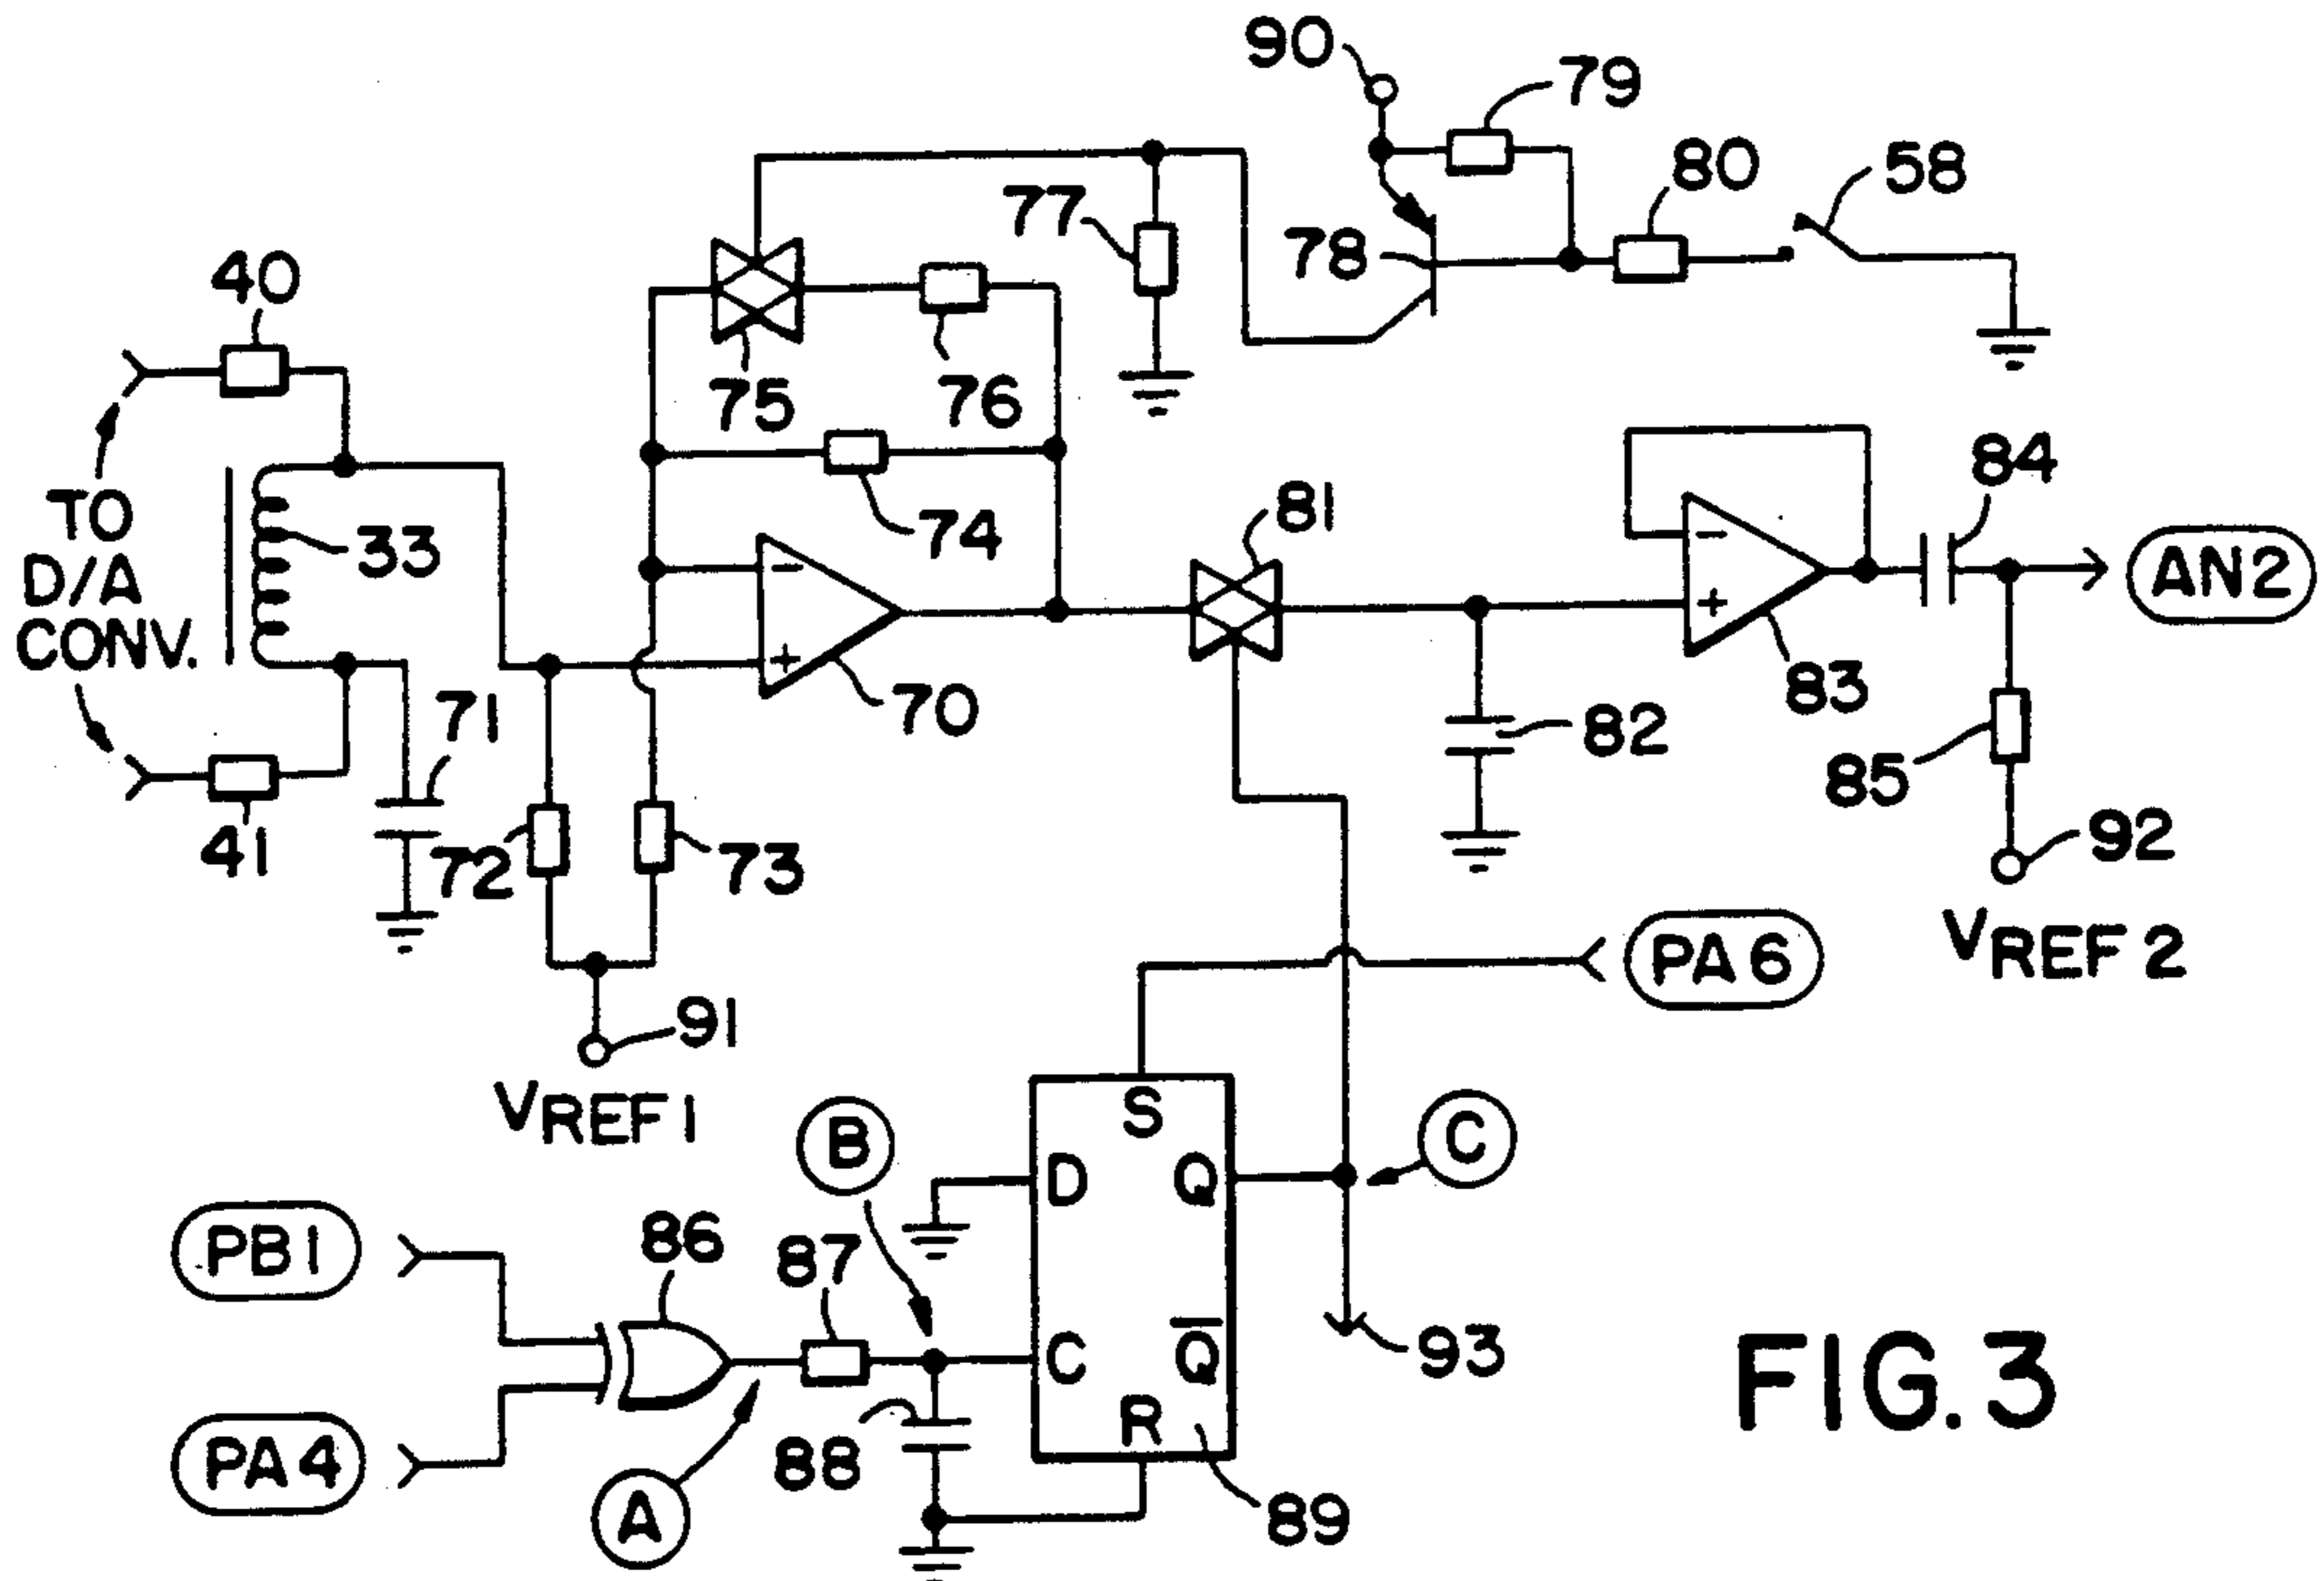 90
79
80
58
77
78
40
75
76
84
TO
D/A
CONV.
33
74
81
AN2
70
83
71
82
85
41
72
73
92
VREF 2
PA6
91
VREF 1
B
S
C
D
Q
PB1
86
87
C
Q̅
93
FIG. 3
R
PA4
88
89
A
+
−
+
−